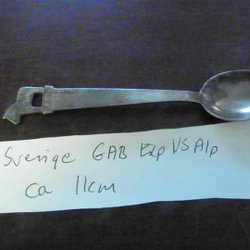 Sverige GAB Exp VS Alp
ca 11cm